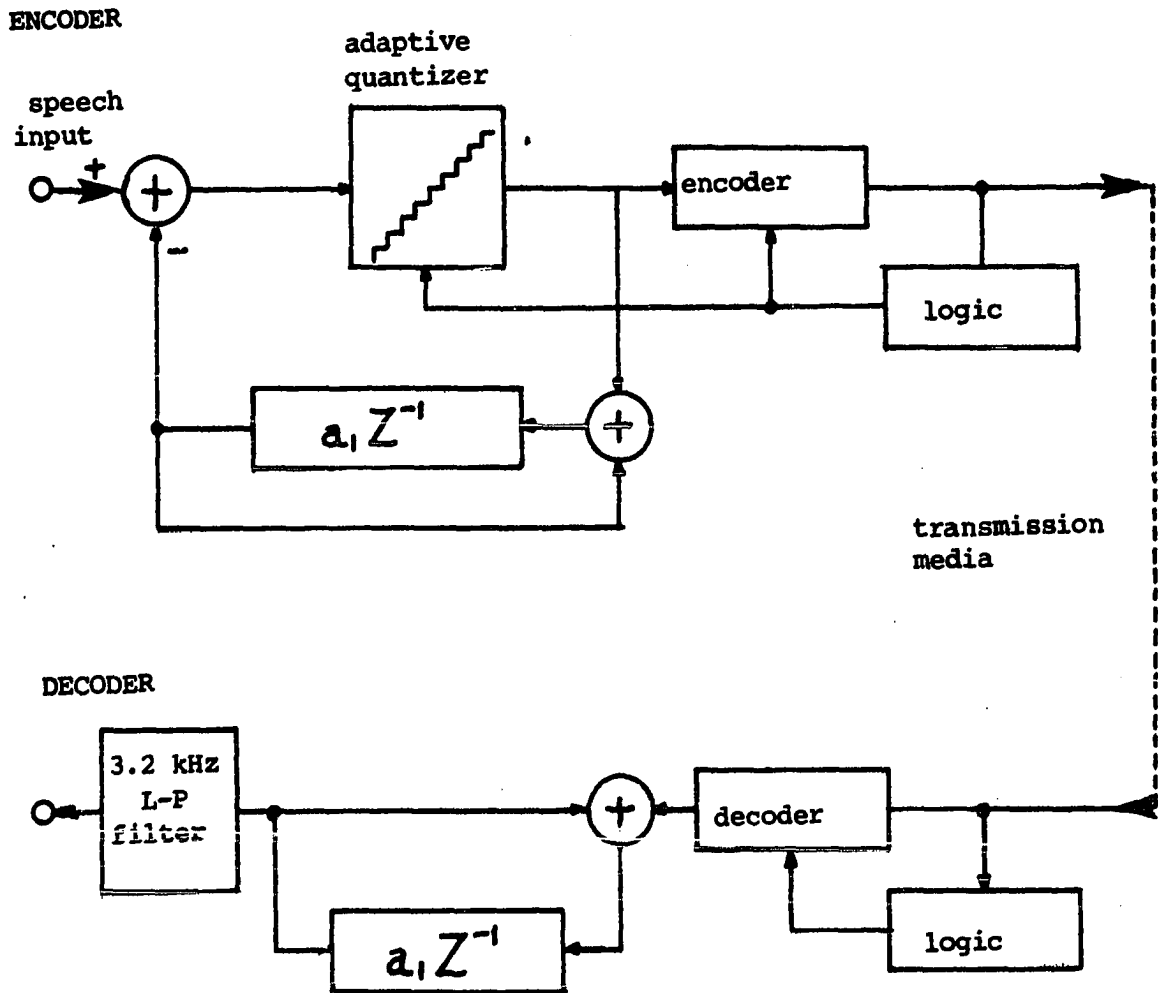 ENCODER
adaptive
quantizer
speech
input
+
+
-
encoder
logic
a₁ Z⁻¹
+
transmission
media
DECODER
3.2 kHz
L-P
filter
+
decoder
a₁ Z⁻¹
logic